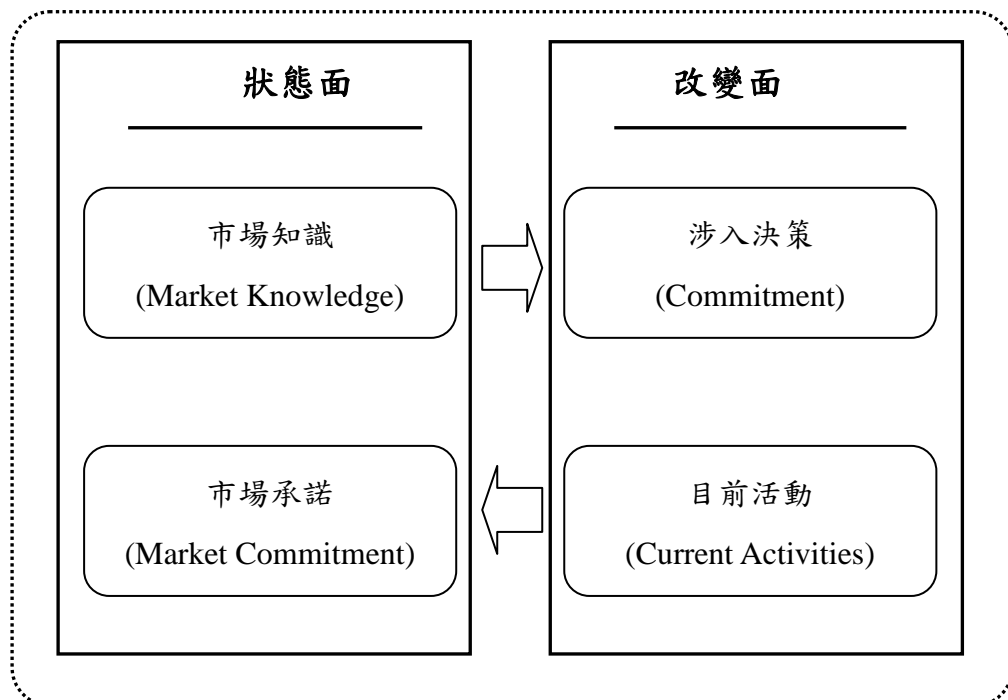 狀態面
市場知識
(Market Knowledge)
市場承諾
(Market Commitment)
改變面
涉入決策
(Commitment)
目前活動
(Current Activities)